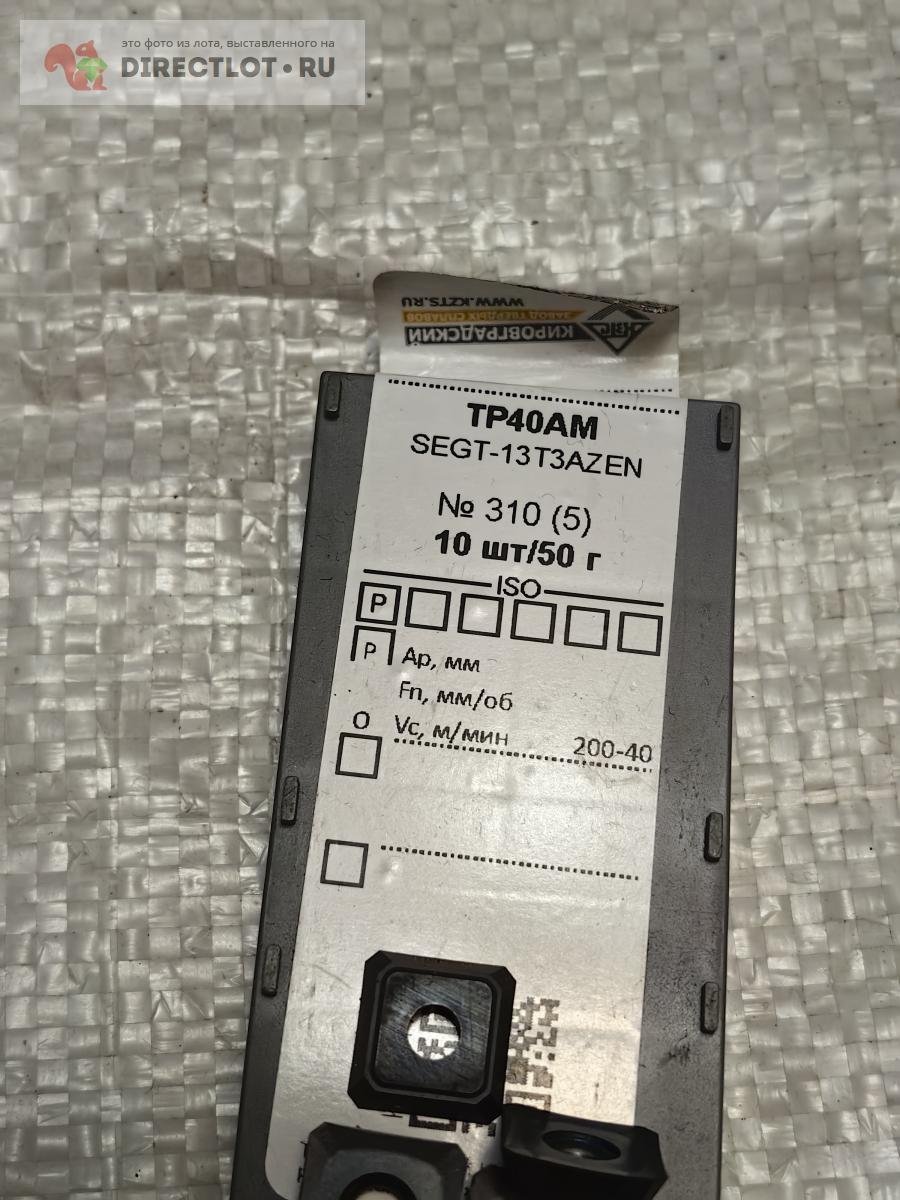 это фото из лота, выставленного на
DIRECTLOT•RU
WWW.KZTS.RU
ЗАВОД ТВЕРДЫХ СПЛАВОВ
КИРОВГРАДСКИЙ
TP40AM
SEGT-13T3AZEN
№ 310 (5)
10 шт/50 г
ISO
P
P Ap, мм
Fn, мм/об
O Vc, м/мин 200-40